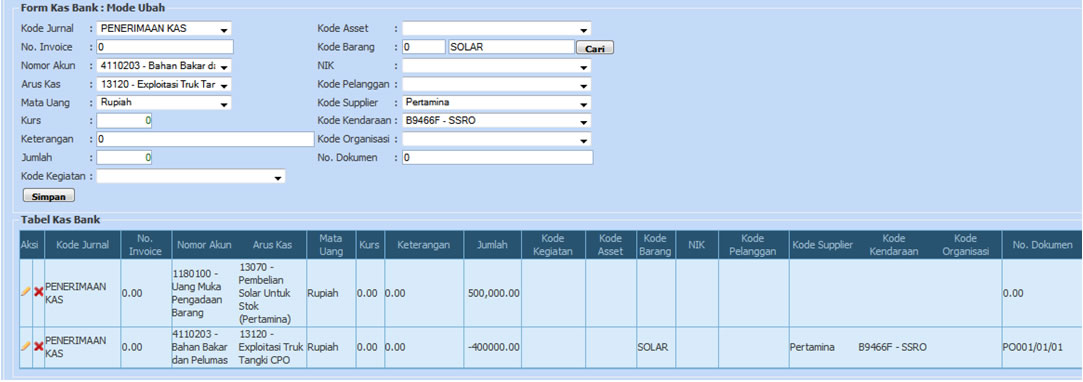 Form Kas Bank : Mode Ubah
Kode Jurnal : PENERIMAAN KAS Kode Asset :
No. Invoice : 0 Kode Barang : 0 SOLAR Cari
Nomor Akun : 4110203 - Bahan Bakar d NIK :
Arus Kas : 13120 - Exploitasi Truk Tar Kode Pelanggan :
Mata Uang : Rupiah Kode Supplier : Pertamina
Kurs : 0 Kode Kendaraan : B9466F - SSRO
Keterangan : 0 Kode Organisasi :
Jumlah : 0 No. Dokumen : 0
Kode Kegiatan :
Simpan
Tabel Kas Bank
Aksi Kode Jurnal No. Invoice Nomor Akun Arus Kas Mata Uang Kurs Keterangan Jumlah Kode Kegiatan Kode Asset Kode Barang NIK Kode Pelanggan Kode Supplier Kode Kendaraan Kode Organisasi No. Dokumen
PENERIMAAN KAS 0.00 1180100 - Uang Muka Pengadaan Barang 13070 - Pembelian Solar Untuk Stok (Pertamina) Rupiah 0.00 0.00 500,000.00 0.00
PENERIMAAN KAS 0.00 4110203 - Bahan Bakar dan Pelumas 13120 - Exploitasi Truk Tangki CPO Rupiah 0.00 0.00 -400000.00 SOLAR Pertamina B9466F - SSRO PO001/01/01